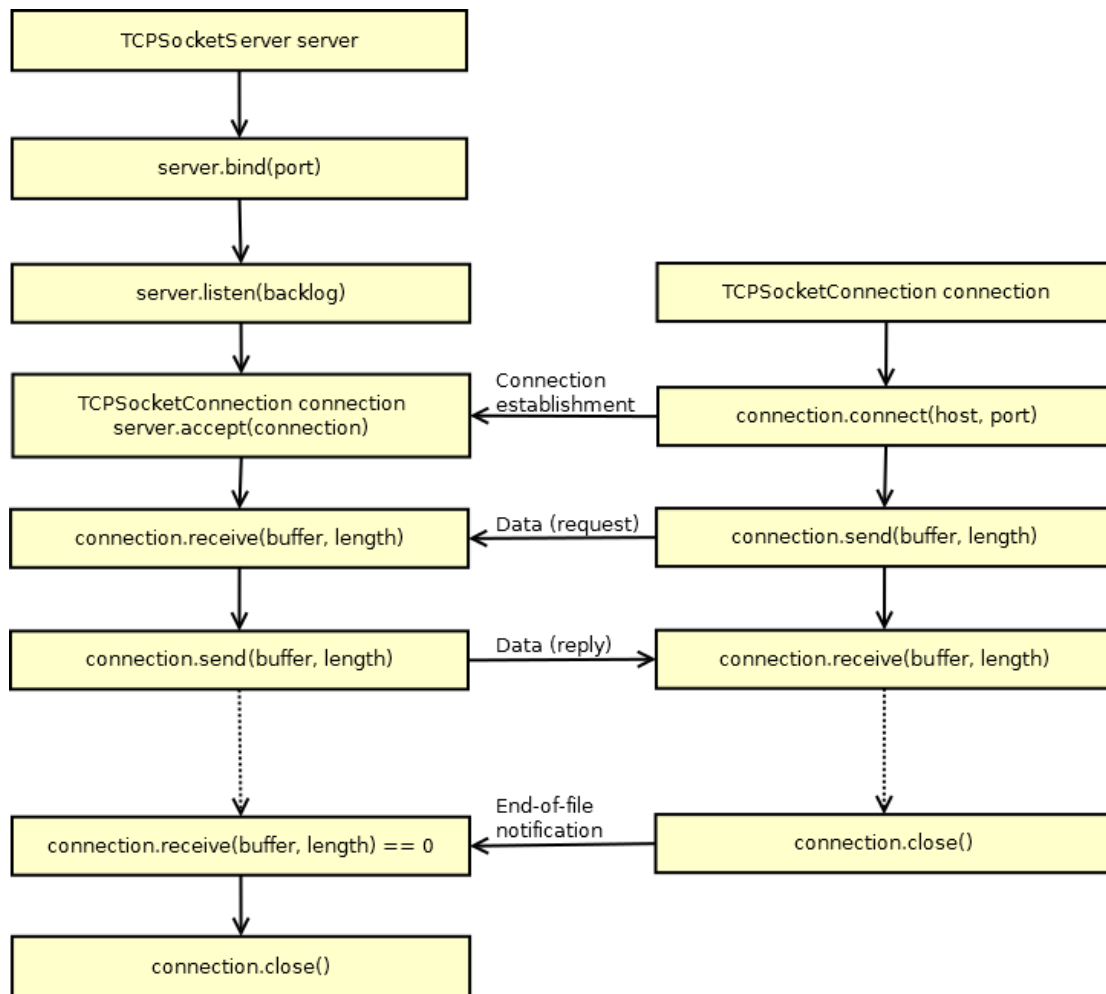 TCPSocketServer server
server.bind(port)
server.listen(backlog)
TCPSocketConnection connection
TCPSocketConnection connection
server.accept(connection)
Connection
establishment
connection.connect(host, port)
connection.receive(buffer, length)
Data (request)
connection.send(buffer, length)
connection.send(buffer, length)
Data (reply)
connection.receive(buffer, length)
connection.receive(buffer, length) == 0
End-of-file
notification
connection.close()
connection.close()